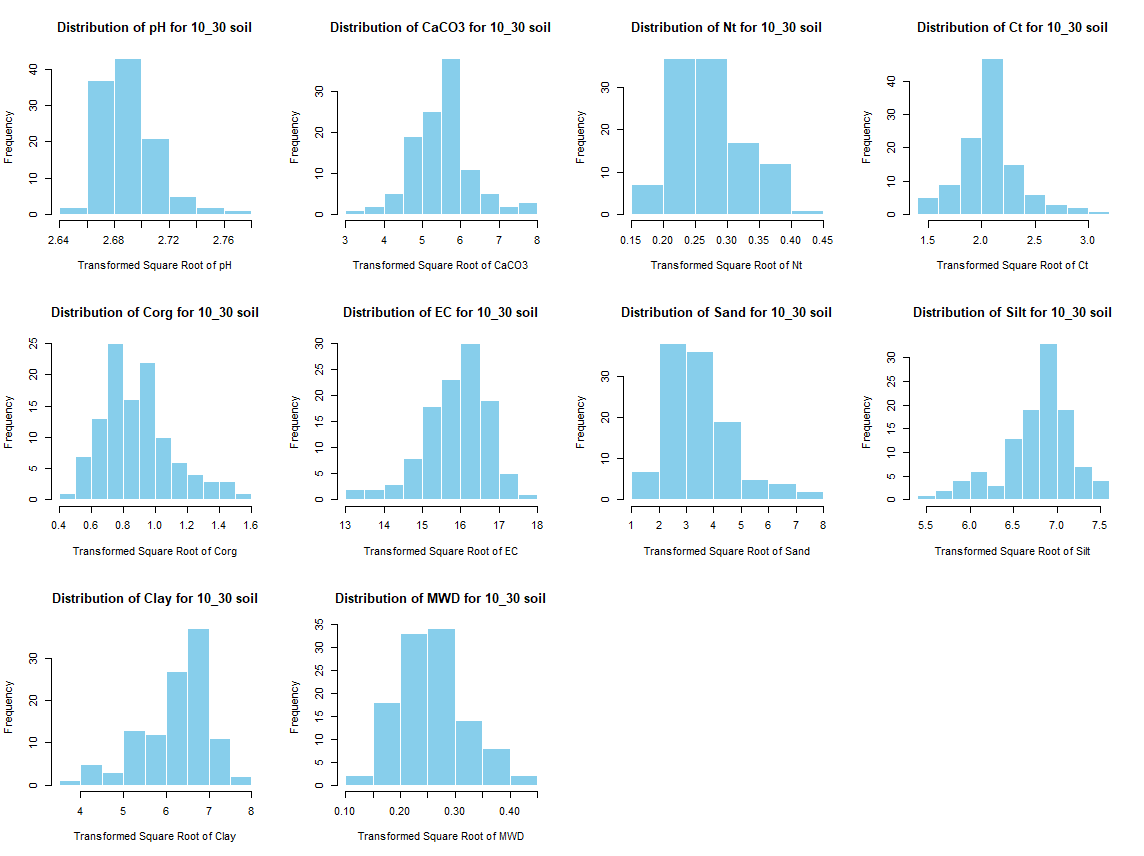 Distribution of pH for 10_30 soil
Frequency
0 10 20 30 40
2.64 2.68 2.72 2.76
Transformed Square Root of pH
Distribution of CaCO3 for 10_30 soil
Frequency
0 10 20 30
3 4 5 6 7 8
Transformed Square Root of CaCO3
Distribution of Nt for 10_30 soil
Frequency
0 10 20 30
0.15 0.20 0.25 0.30 0.35 0.40 0.45
Transformed Square Root of Nt
Distribution of Ct for 10_30 soil
Frequency
0 10 20 30 40
1.5 2.0 2.5 3.0
Transformed Square Root of Ct
Distribution of Corg for 10_30 soil
Frequency
0 5 10 15 20 25
0.4 0.6 0.8 1.0 1.2 1.4 1.6
Transformed Square Root of Corg
Distribution of EC for 10_30 soil
Frequency
0 5 10 15 20 25 30
13 14 15 16 17 18
Transformed Square Root of EC
Distribution of Sand for 10_30 soil
Frequency
0 10 20 30
1 2 3 4 5 6 7 8
Transformed Square Root of Sand
Distribution of Silt for 10_30 soil
Frequency
0 5 10 15 20 25 30
5.5 6.0 6.5 7.0 7.5
Transformed Square Root of Silt
Distribution of Clay for 10_30 soil
Frequency
0 10 20 30
4 5 6 7 8
Transformed Square Root of Clay
Distribution of MWD for 10_30 soil
Frequency
0 5 10 15 20 25 30 35
0.10 0.20 0.30 0.40
Transformed Square Root of MWD